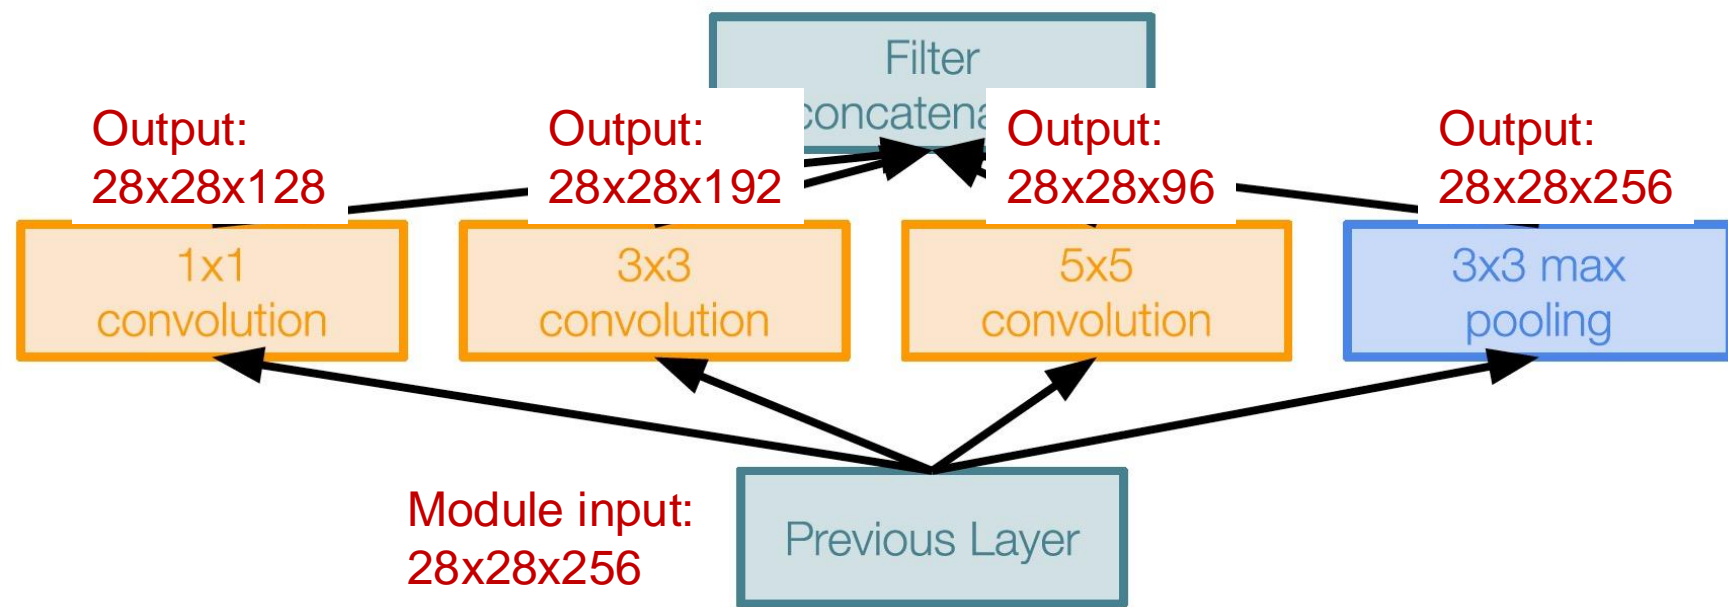 Filter
Output:
Output:
Output:
Output:
28x28x128
28x28x192
28x28x96
28x28x256
1x1
convolution
3x3
convolution
5x5
convolution
3x3 max
pooling
Module input:
28x28x256
Previous Layer